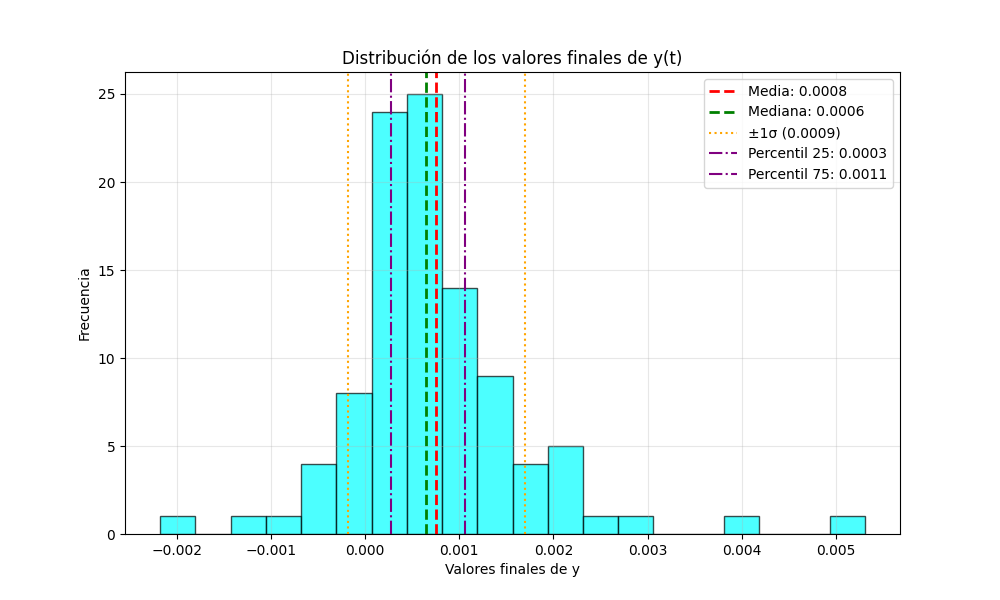 Distribución de los valores finales de y(t)
Media: 0.0008
Mediana: 0.0006
±1σ (0.0009)
Percentil 25: 0.0003
Percentil 75: 0.0011
25
20
15
10
5
0
Frecuencia
−0.002 −0.001 0.000 0.001 0.002 0.003 0.004 0.005
Valores finales de y